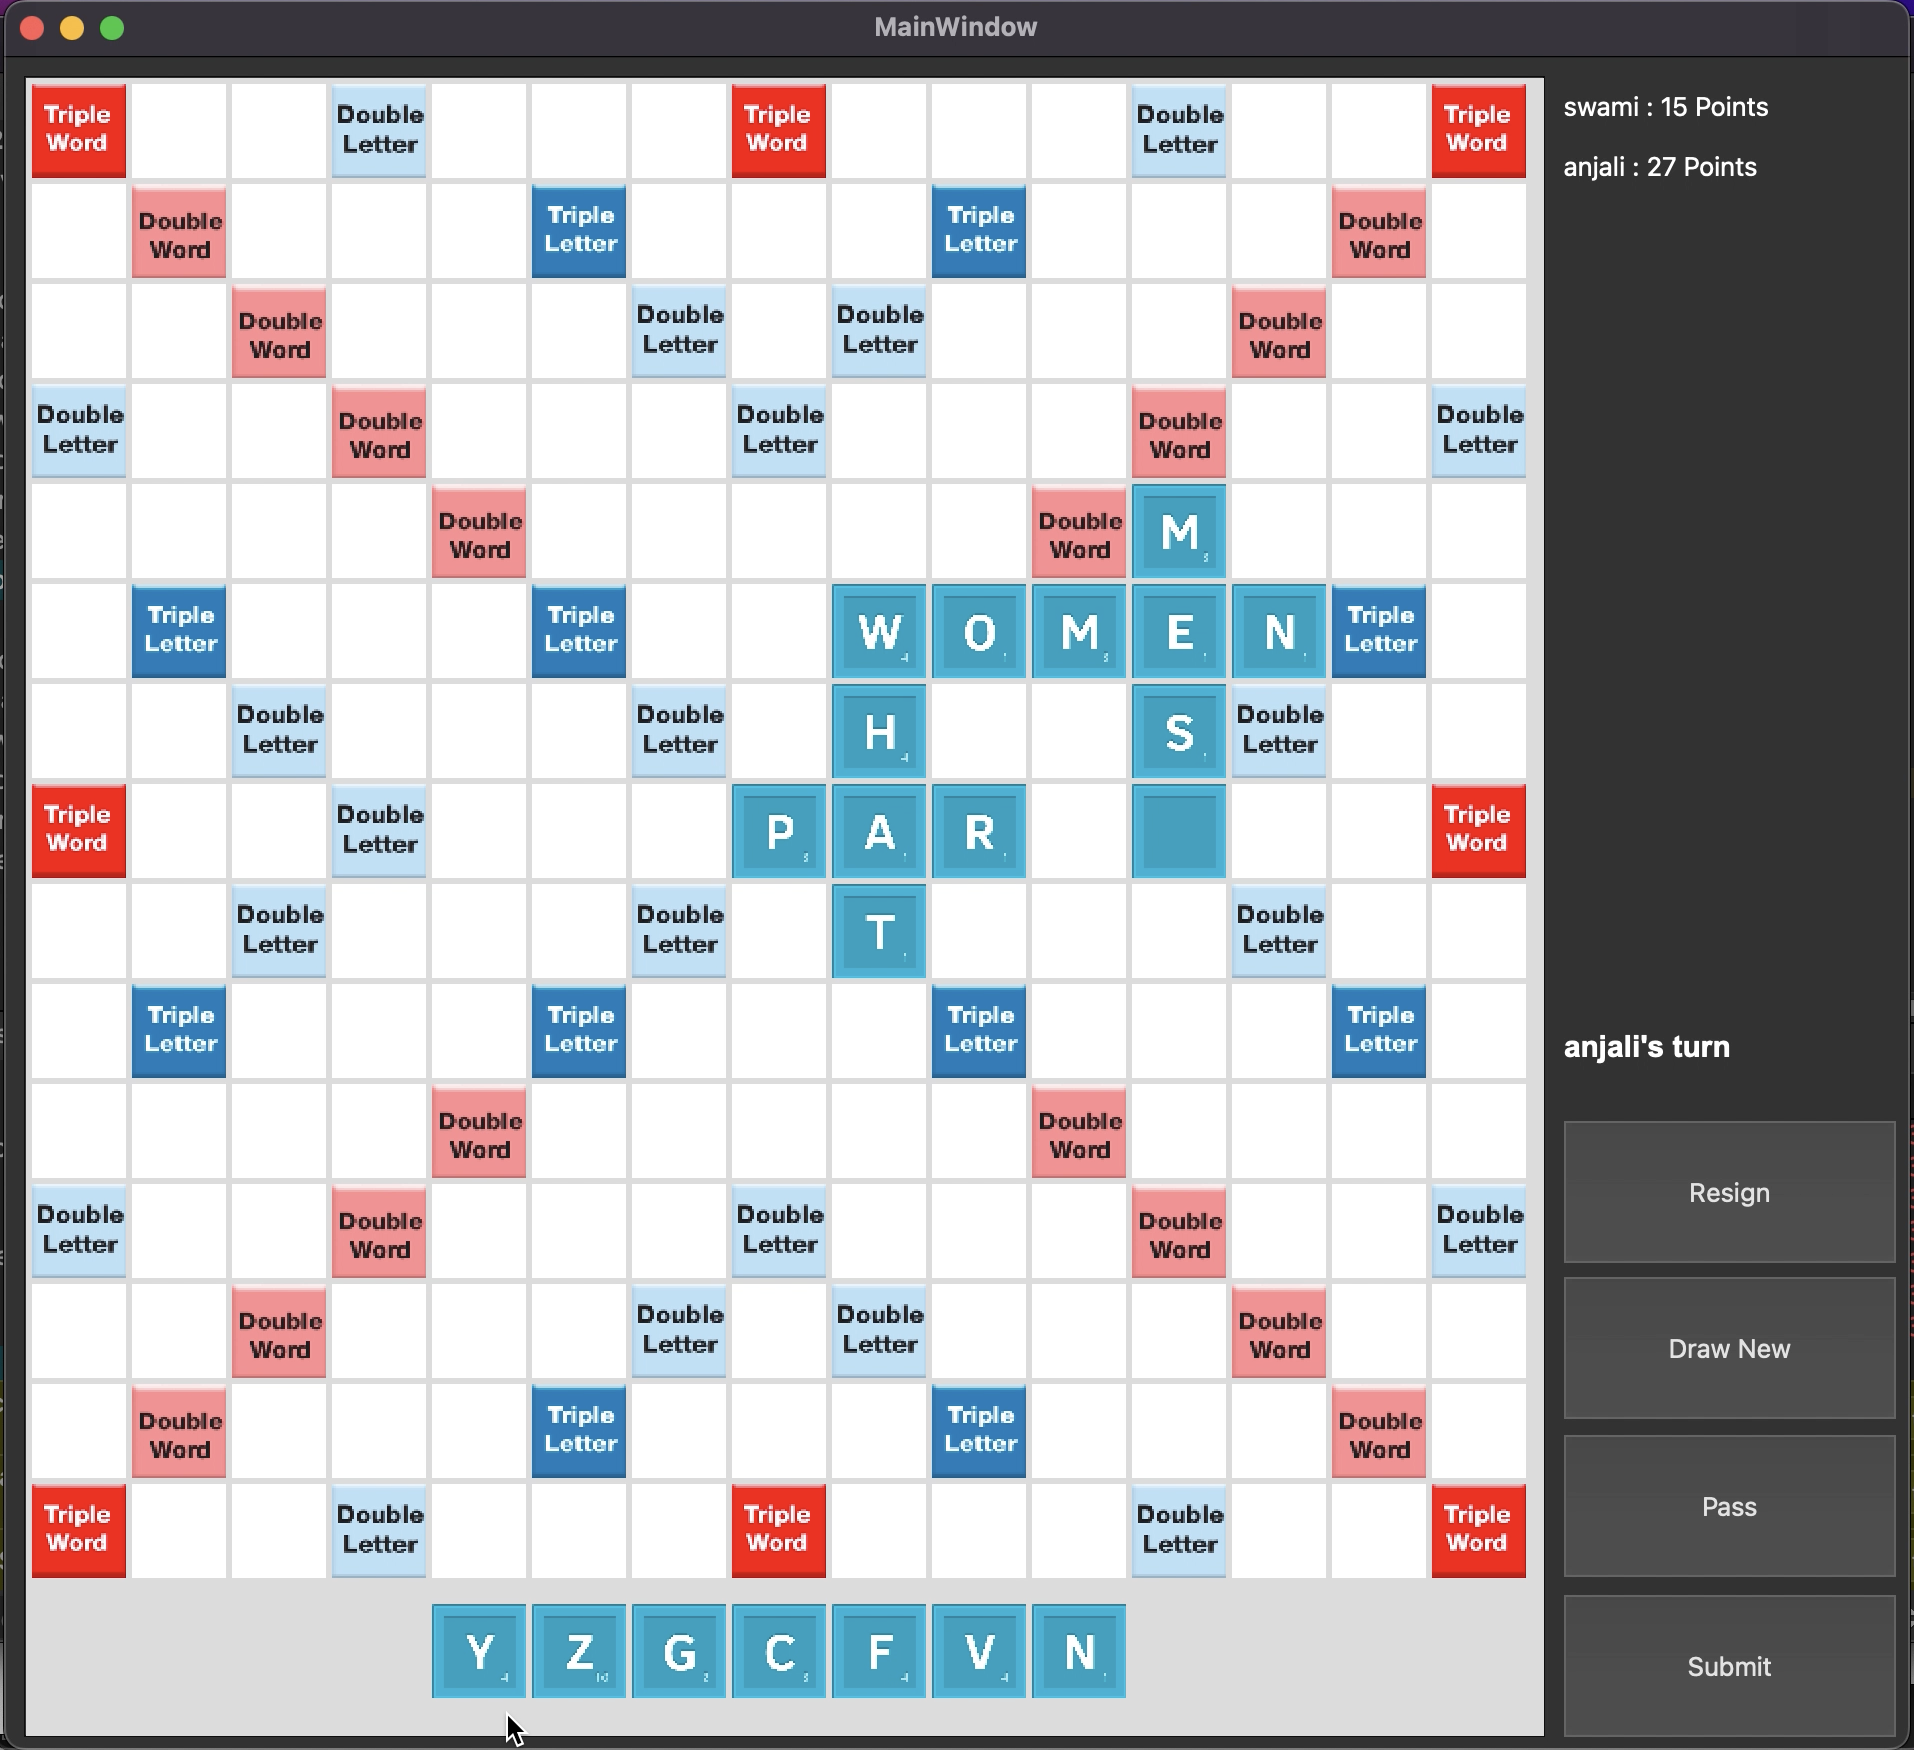 MainWindow
Triple Word Double Letter Triple Word Double Letter Triple Word
swami : 15 Points
anjali : 27 Points
Double Word Triple Letter Triple Letter Double Word
Double Word Double Letter Double Letter Double Word
Double Letter Double Word Double Letter Double Word Double Letter
Double Word Double Word M
Triple Letter Triple Letter W O M E N Triple Letter
Double Letter Double Letter H S Double Letter
Triple Word Double Letter P A R Triple Word
Double Letter Double Letter T Double Letter
Triple Letter Triple Letter Triple Letter Triple Letter
anjali's turn
Double Word Double Word
Resign
Double Letter Double Word Double Letter Double Word Double Letter
Double Word Double Letter Double Letter Double Word
Draw New
Double Word Triple Letter Triple Letter Double Word
Pass
Triple Word Double Letter Triple Word Double Letter Triple Word
Y Z G C F V N
Submit